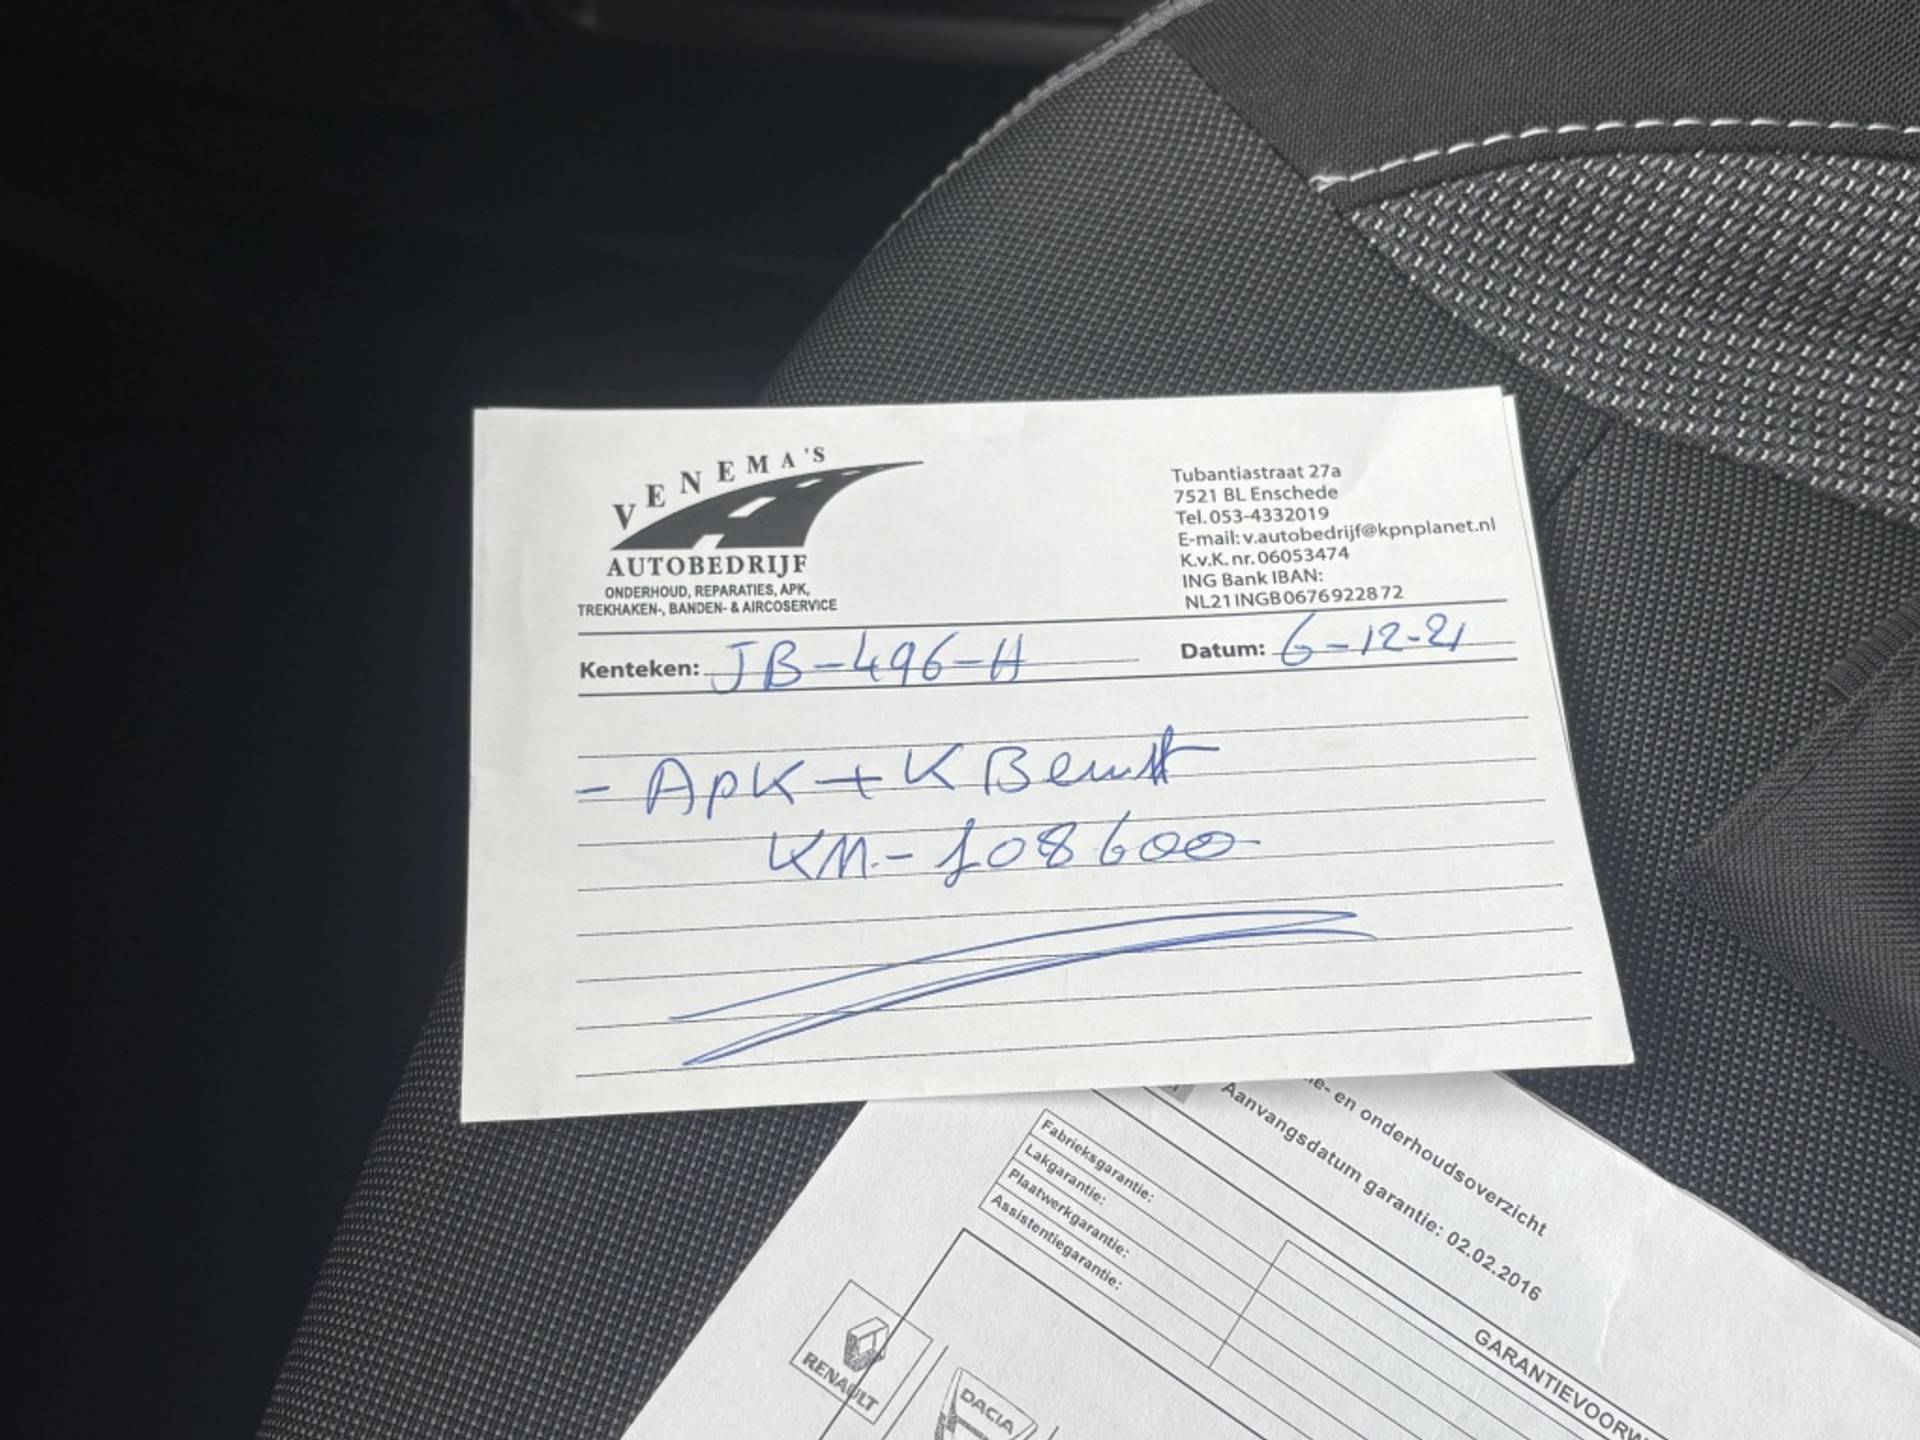 VENEMA'S
AUTOBEDRIJF
ONDERHOUD, REPARATIES, APK,
TREKHAKEN-, BANDEN- & AIRCOSERVICE
Tubantiastraat 27a
7521 BL Enschede
Tel. 053-4332019
E-mail: v.autobedrijf@kpnplanet.nl
K.v.K. nr. 06053474
ING Bank IBAN:
NL21INGB0676922872
Kenteken: JB-496-H
Datum: 6-12-21
- APK + K Beurt
KM - 108600
ie- en onderhoudsoverzicht
Aanvangsdatum garantie: 02.02.2016
Fabrieksgarantie:
Lakgarantie:
Plaatwerkgarantie:
Assistentiegarantie:
GARANTIEVOORW
RENAULT
DACIA